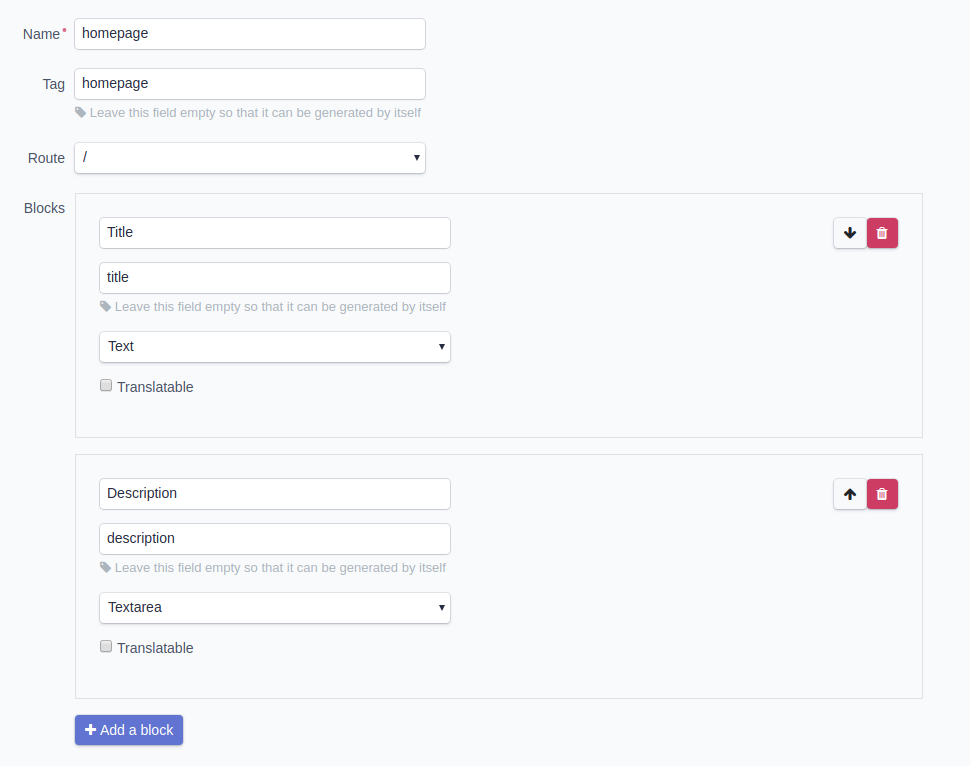 Name* homepage
Tag homepage
Leave this field empty so that it can be generated by itself
Route /
Blocks
Title
title
Leave this field empty so that it can be generated by itself
Text
Translatable
Description
description
Leave this field empty so that it can be generated by itself
Textarea
Translatable
Add a block